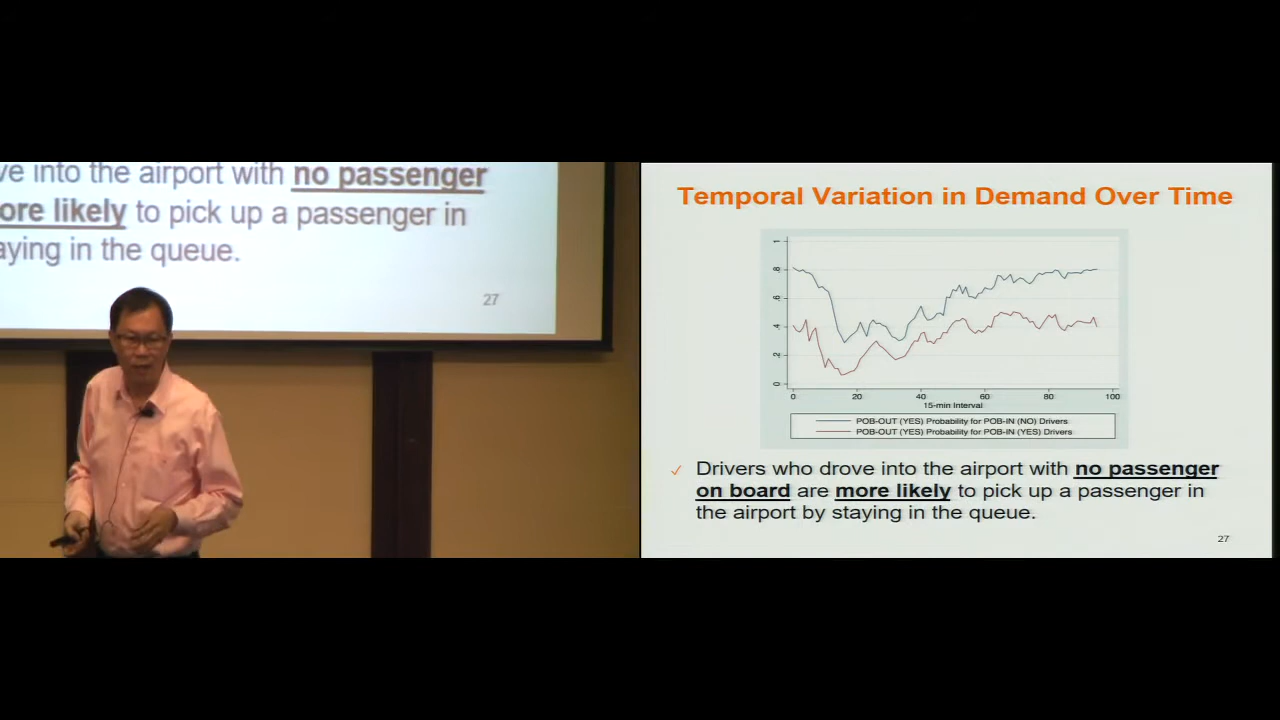 ve into the airport with no passenger
ore likely to pick up a passenger in
aying in the queue.
27
Temporal Variation in Demand Over Time
1
.8
.6
.4
.2
0
0 20 40 60 80 100
15-min Interval
POB-OUT (YES) Probability for POB-IN (NO) Drivers
POB-OUT (YES) Probability for POB-IN (YES) Drivers
✓ Drivers who drove into the airport with no passenger
on board are more likely to pick up a passenger in
the airport by staying in the queue.
27